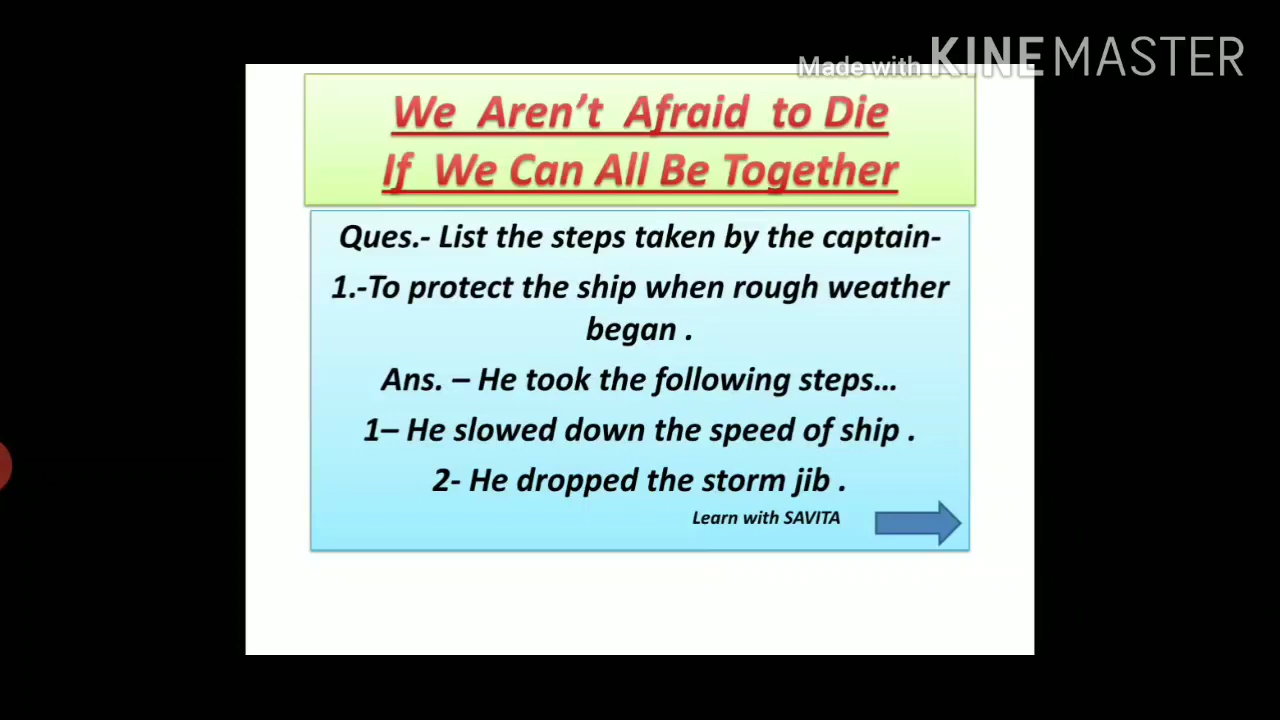 Made with KINEMASTER
We Aren't Afraid to Die
If We Can All Be Together
Ques.- List the steps taken by the captain-
1.-To protect the ship when rough weather
began .
Ans. – He took the following steps...
1– He slowed down the speed of ship .
2- He dropped the storm jib .
Learn with SAVITA